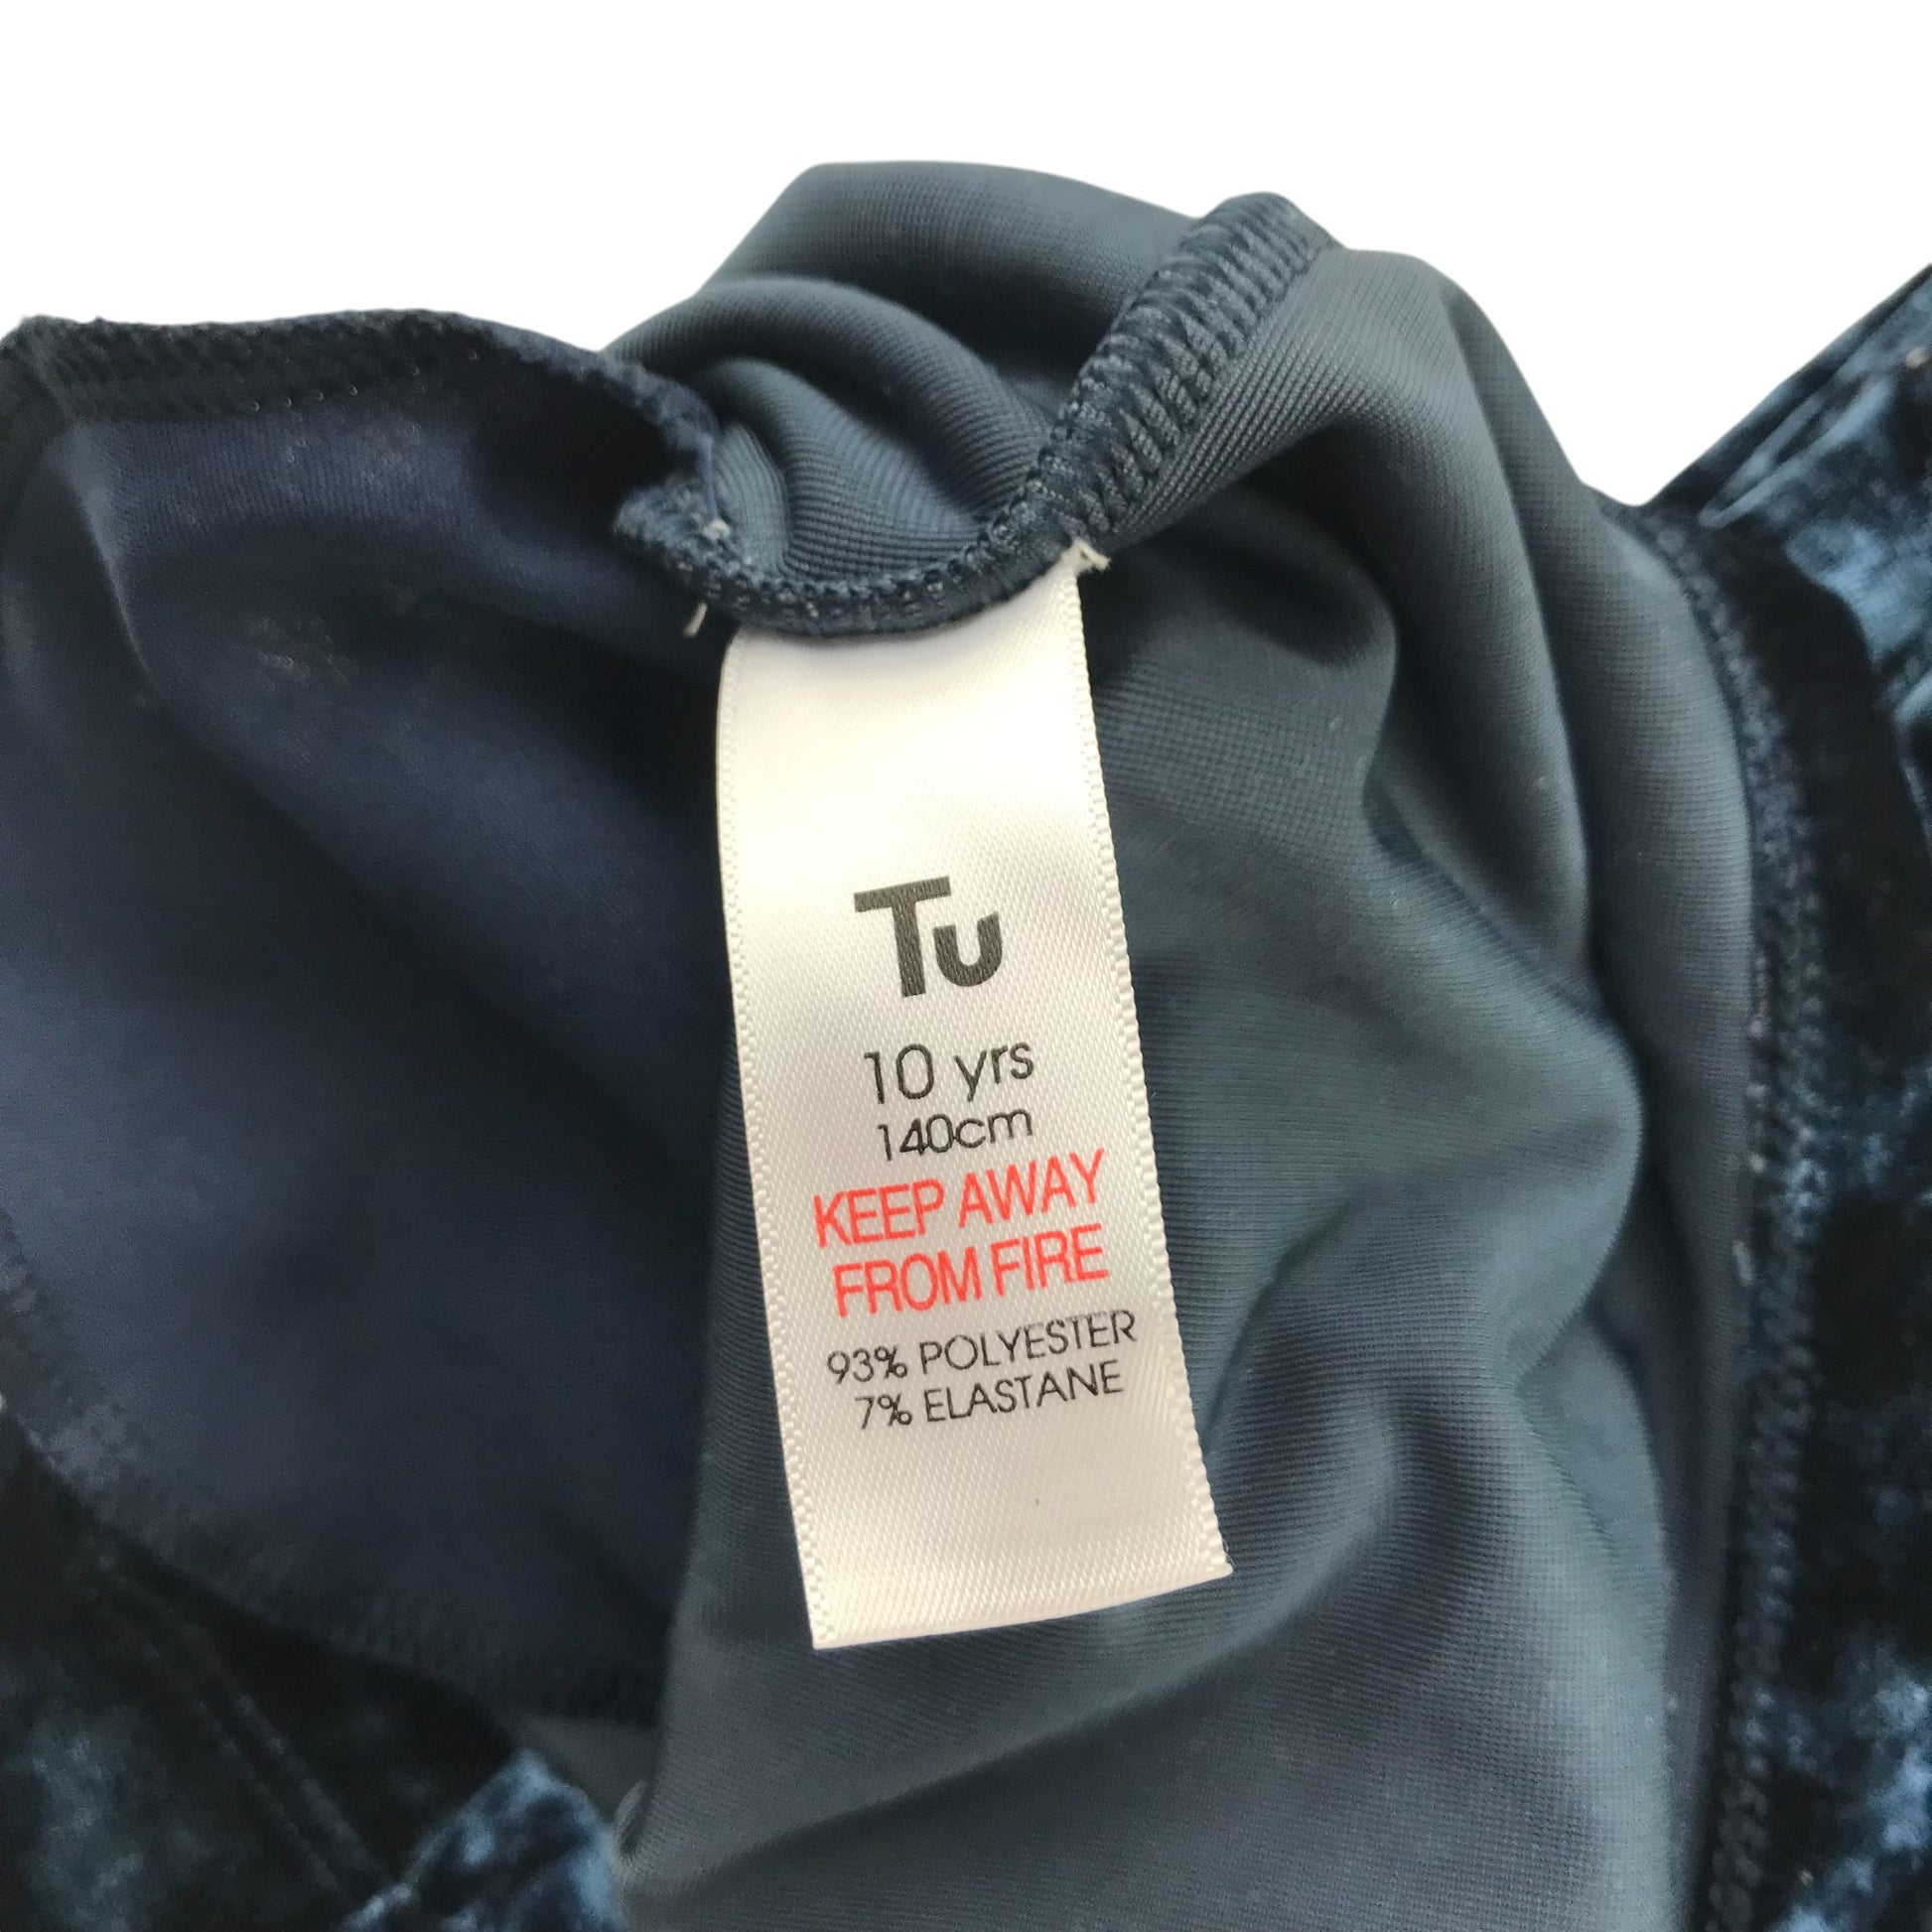 Tu
10 yrs
140cm
KEEP AWAY
FROM FIRE
93% POLYESTER
7% ELASTANE